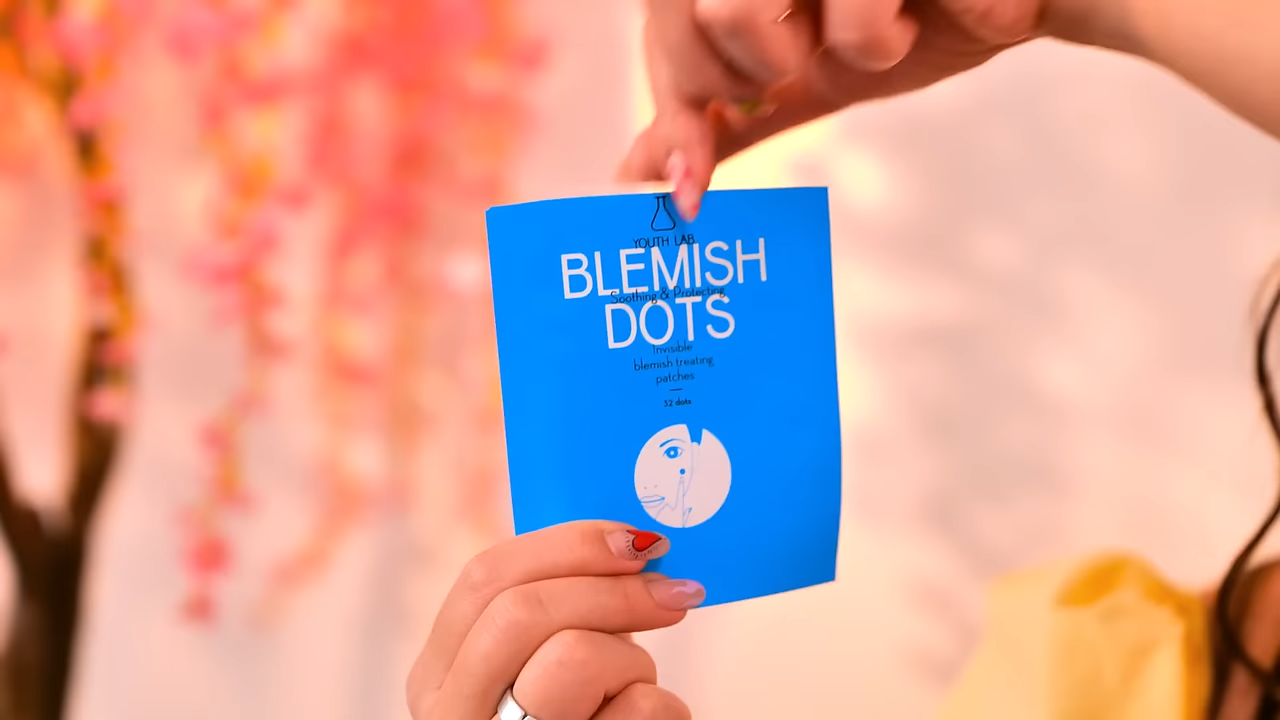 YOUTH LAB
BLEMISH
Soothing & Protecting
DOTS
Invisible
blemish treating
patches
32 dots